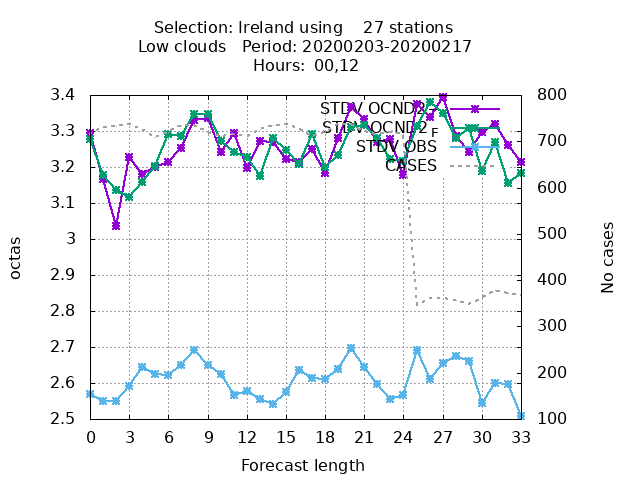 Selection: Ireland using    27 stations
Low clouds   Period: 20200203-20200217
Hours:  00,12
3.4
3.3
3.2
3.1
3
2.9
2.8
2.7
2.6
2.5
octas
STDV OCND2
STDV OCND2 F
STDV OBS
CASES
800
700
600
500
400
300
200
100
No cases
0 3 6 9 12 15 18 21 24 27 30 33
Forecast length